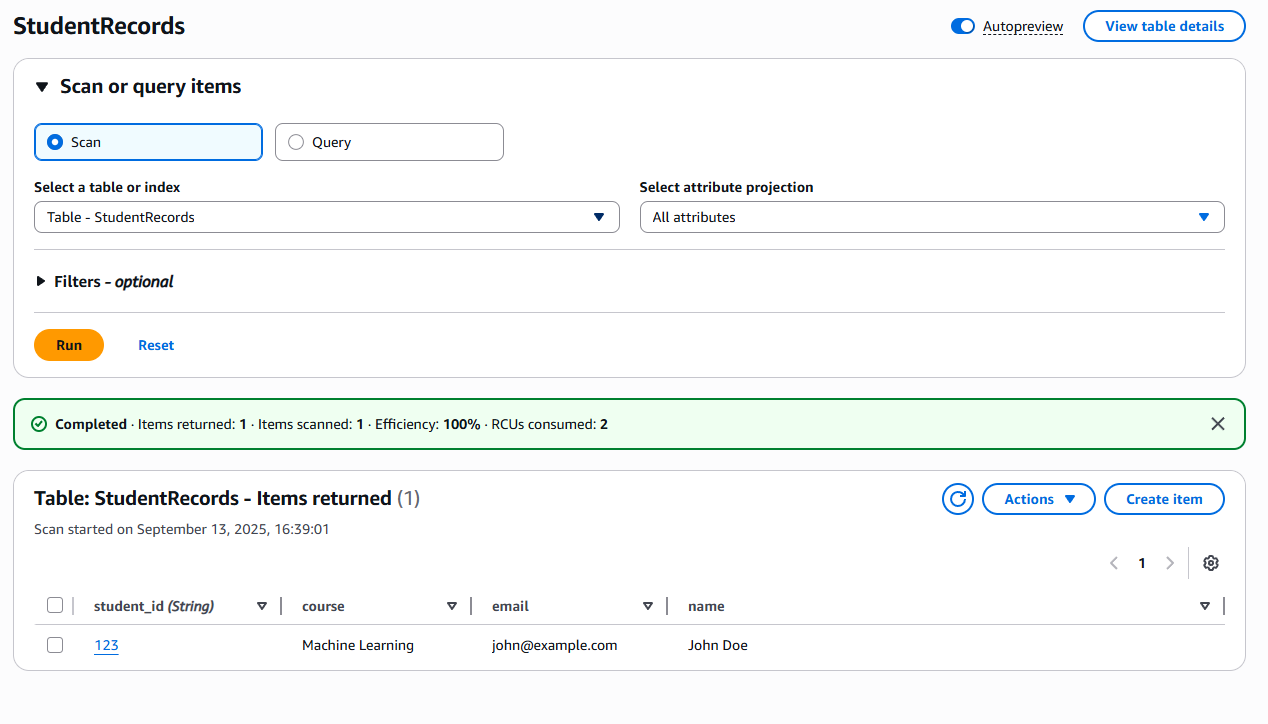 StudentRecords
Autopreview
View table details
Scan or query items
Scan
Query
Select a table or index
Select attribute projection
Table - StudentRecords
All attributes
Filters - optional
Run
Reset
Completed · Items returned: 1 · Items scanned: 1 · Efficiency: 100% · RCUs consumed: 2
Table: StudentRecords - Items returned (1)
Actions
Create item
Scan started on September 13, 2025, 16:39:01
1
student_id (String) course email name
123 Machine Learning john@example.com John Doe